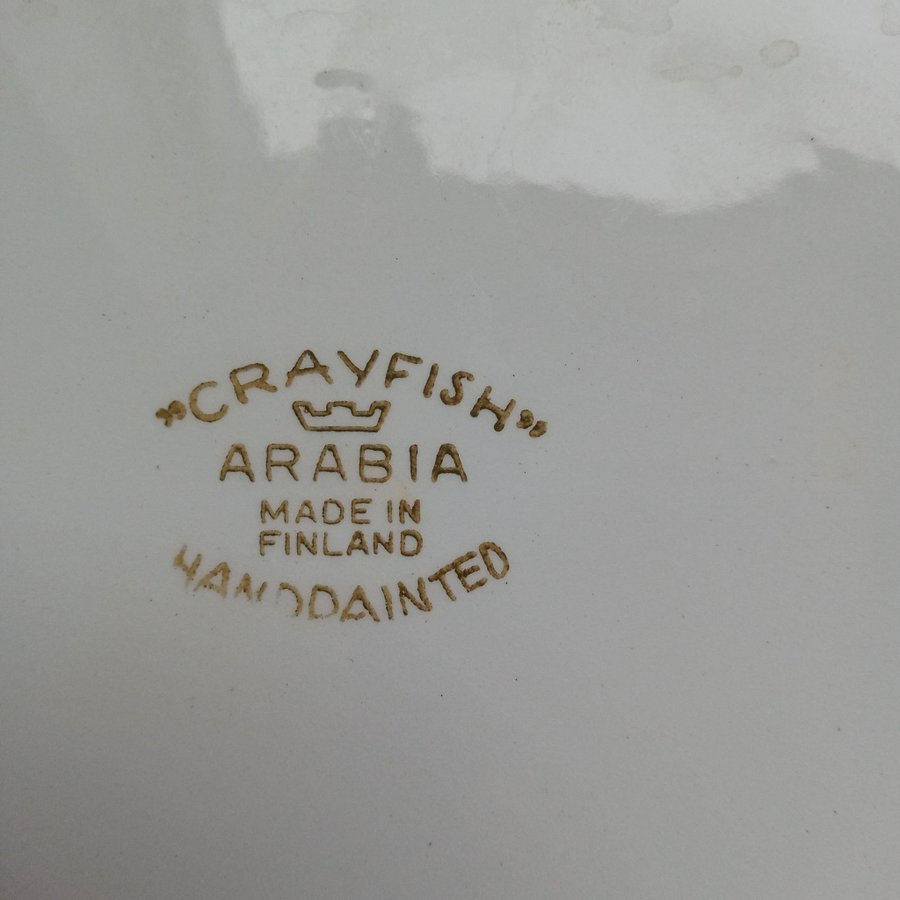 "CRAYFISH"
ARABIA
MADE IN
FINLAND
HANDPAINTED